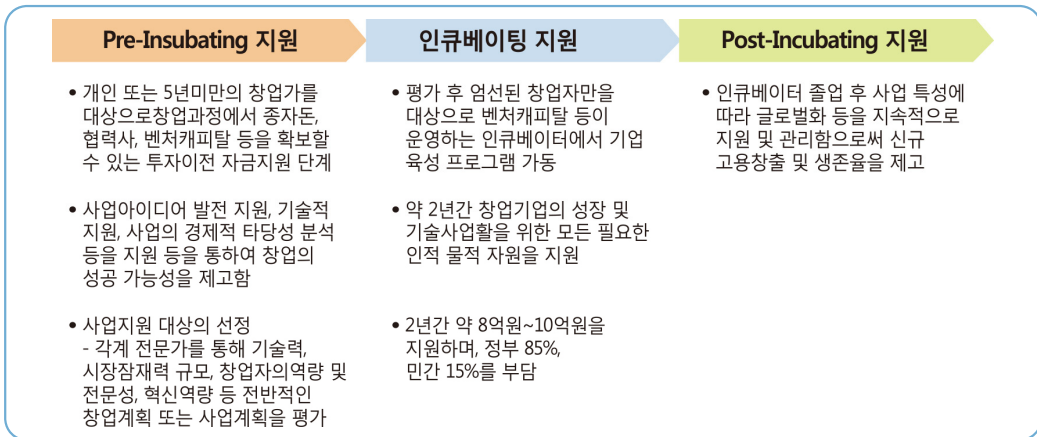 Pre-Insubating 지원
• 개인 또는 5년미만의 창업가를
대상으로창업과정에서 종자돈,
협력사, 벤처캐피탈 등을 확보할
수 있는 투자이전 자금지원 단계
• 사업아이디어 발전 지원, 기술적
지원, 사업의 경제적 타당성 분석
등을 지원 등을 통하여 창업의
성공 가능성을 제고함
• 사업지원 대상의 선정
- 각계 전문가를 통해 기술력,
시장잠재력 규모, 창업자의역량 및
전문성, 혁신역량 등 전반적인
창업계획 또는 사업계획을 평가
인큐베이팅 지원
• 평가 후 엄선된 창업자만을
대상으로 벤처캐피탈 등이
운영하는 인큐베이터에서 기업
육성 프로그램 가동
• 약 2년간 창업기업의 성장 및
기술사업활을 위한 모든 필요한
인적 물적 자원을 지원
• 2년간 약 8억원~10억원을
지원하며, 정부 85%,
민간 15%를 부담
Post-Incubating 지원
• 인큐베이터 졸업 후 사업 특성에
따라 글로벌화 등을 지속적으로
지원 및 관리함으로써 신규
고용창출 및 생존율을 제고